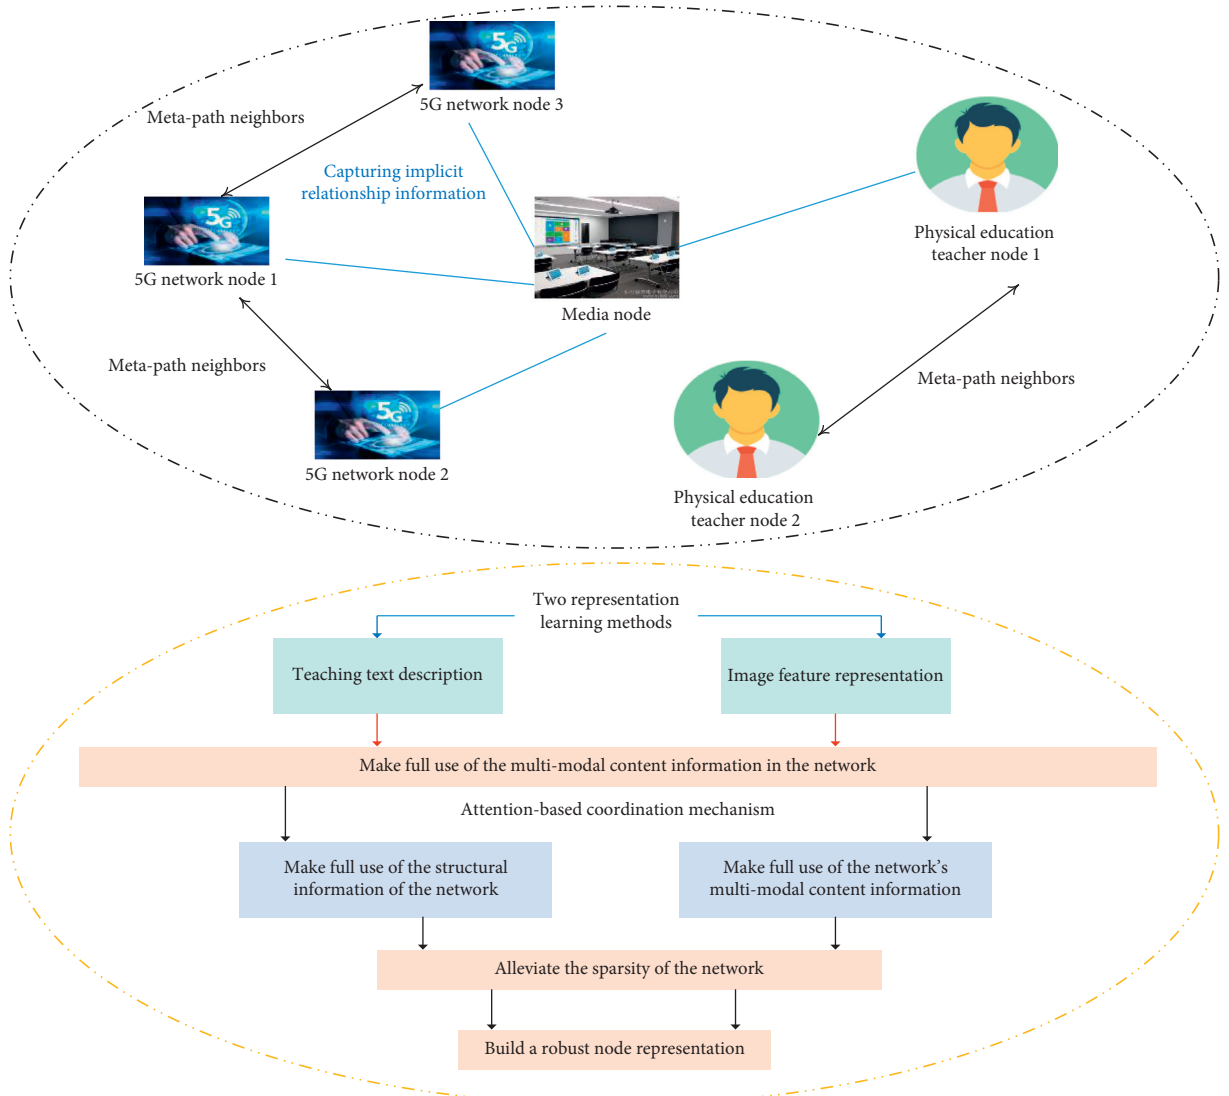 5G
5G network node 3
Meta-path neighbors
Capturing implicit
relationship information
5G
5G network node 1
Media node
Physical education
teacher node 1
Meta-path neighbors
5G
5G network node 2
Meta-path neighbors
Physical education
teacher node 2
Two representation
learning methods
Teaching text description
Image feature representation
Make full use of the multi-modal content information in the network
Attention-based coordination mechanism
Make full use of the structural
information of the network
Make full use of the network’s
multi-modal content information
Alleviate the sparsity of the network
Build a robust node representation